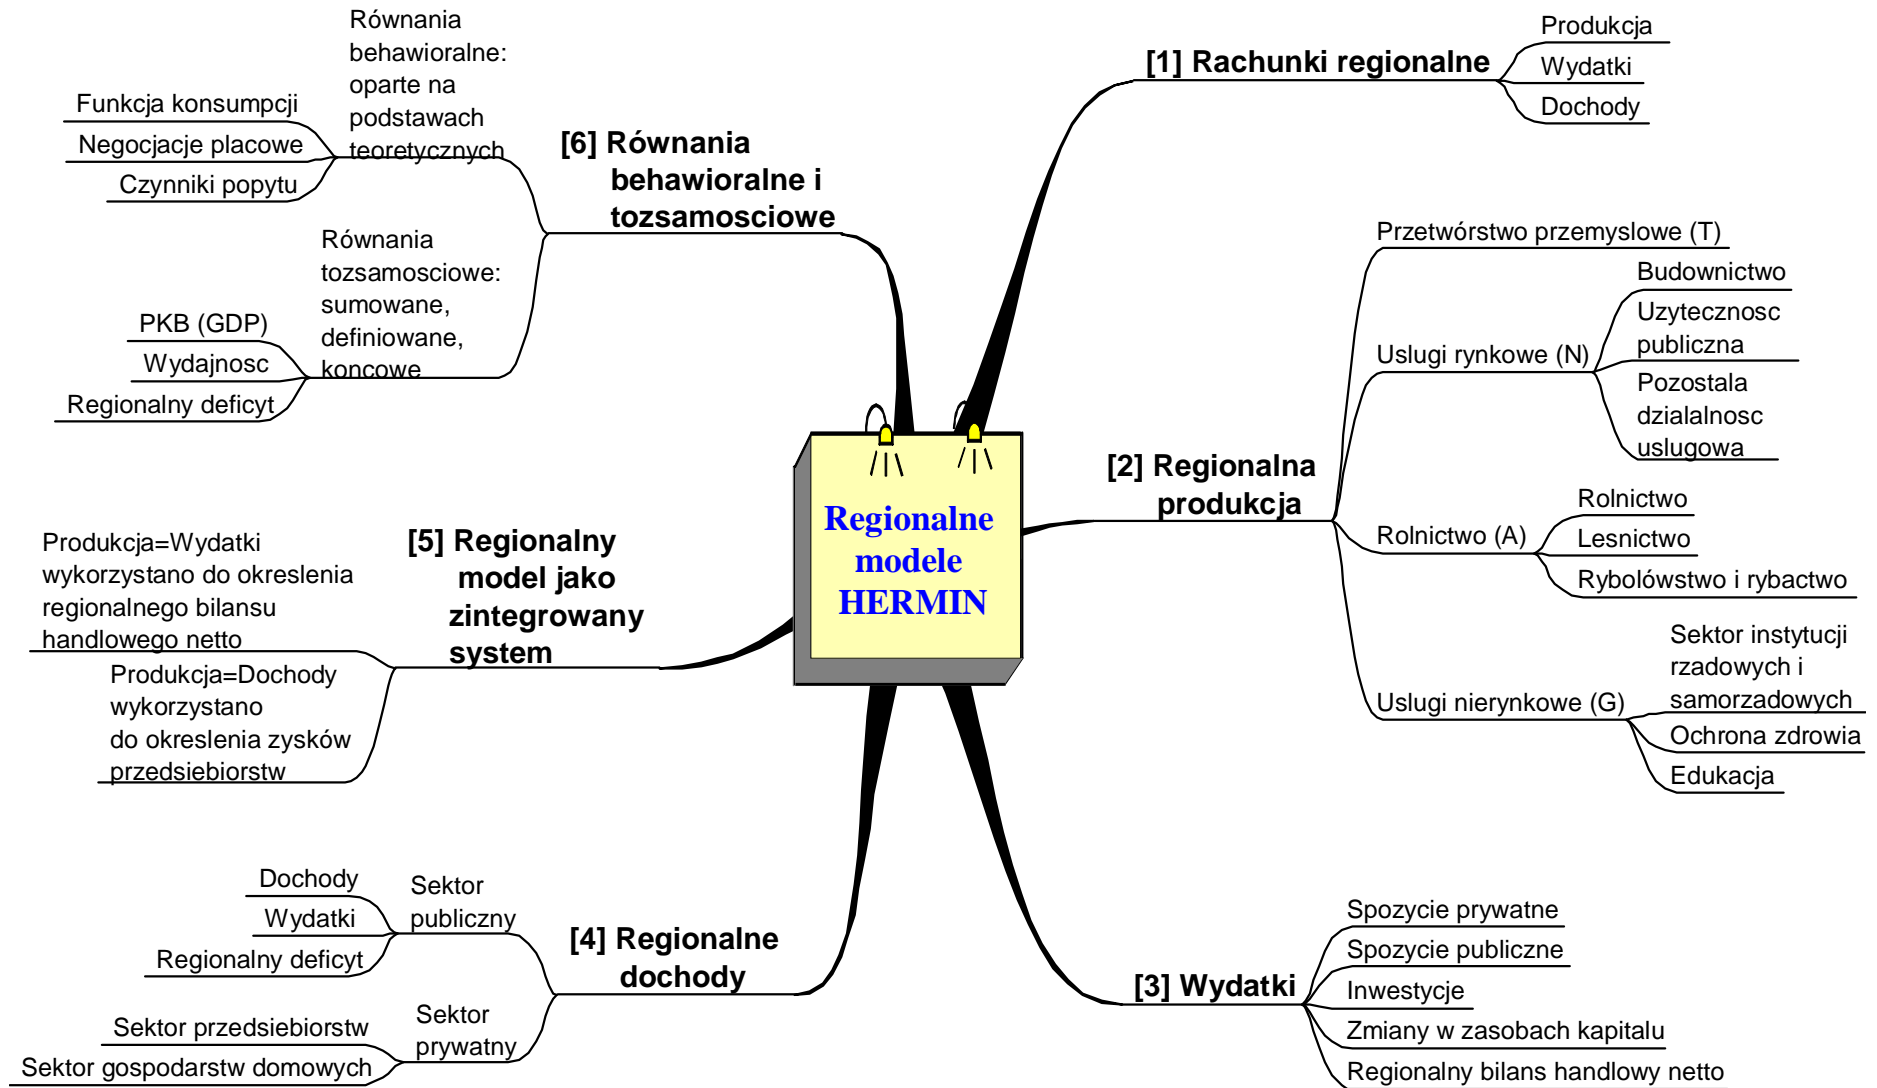 Regionalne
modele
HERMIN
[1] Rachunki regionalne
Produkcja
Wydatki
Dochody
[2] Regionalna
produkcja
Przetwórstwo przemyslowe (T)
Uslugi rynkowe (N)
Budownictwo
Uzytecznosc
publiczna
Pozostala
dzialalnosc
uslugowa
Rolnictwo (A)
Rolnictwo
Lesnictwo
Rybolówstwo i rybactwo
Uslugi nierynkowe (G)
Sektor instytucji
rzadowych i
samorzadowych
Ochrona zdrowia
Edukacja
[3] Wydatki
Spozycie prywatne
Spozycie publiczne
Inwestycje
Zmiany w zasobach kapitalu
Regionalny bilans handlowy netto
[4] Regionalne
dochody
Sektor
publiczny
Dochody
Wydatki
Regionalny deficyt
Sektor
prywatny
Sektor przedsiebiorstw
Sektor gospodarstw domowych
[5] Regionalny
model jako
zintegrowany
system
Produkcja=Wydatki
wykorzystano do okreslenia
regionalnego bilansu
handlowego netto
Produkcja=Dochody
wykorzystano
do okreslenia zysków
przedsiebiorstw
[6] Równania
behawioralne i
tozsamosciowe
Równania
behawioralne:
oparte na
podstawach
teoretycznych
Funkcja konsumpcji
Negocjacje placowe
Czynniki popytu
Równania
tozsamosciowe:
sumowane,
definiowane,
koncowe
PKB (GDP)
Wydajnosc
Regionalny deficyt